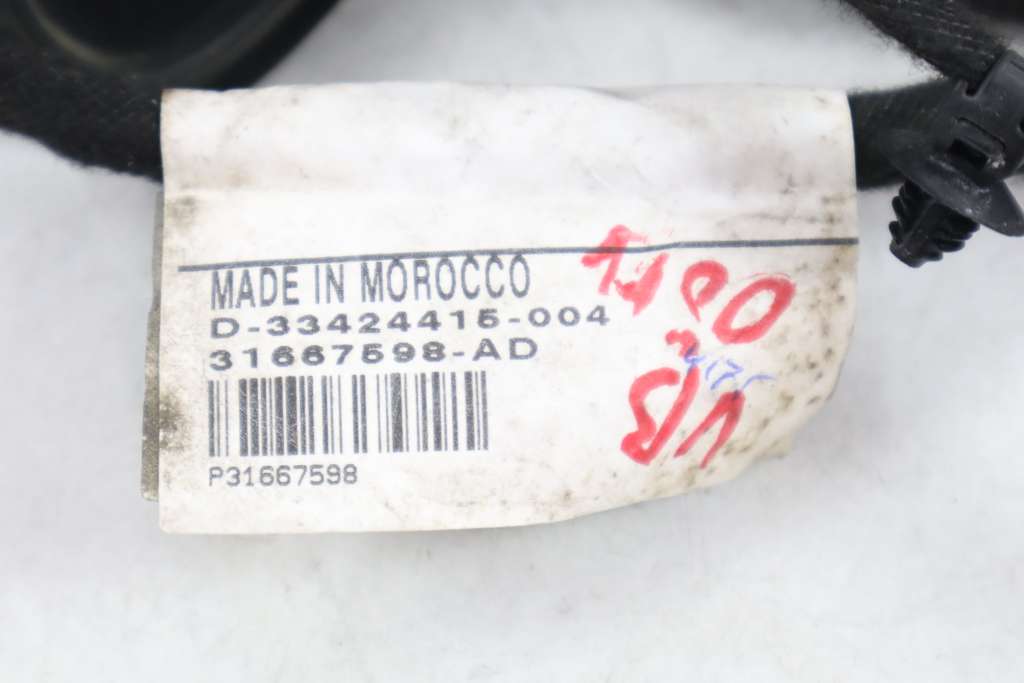 MADE IN MOROCCO
D-33424415-004
31667598-AD
P31667598